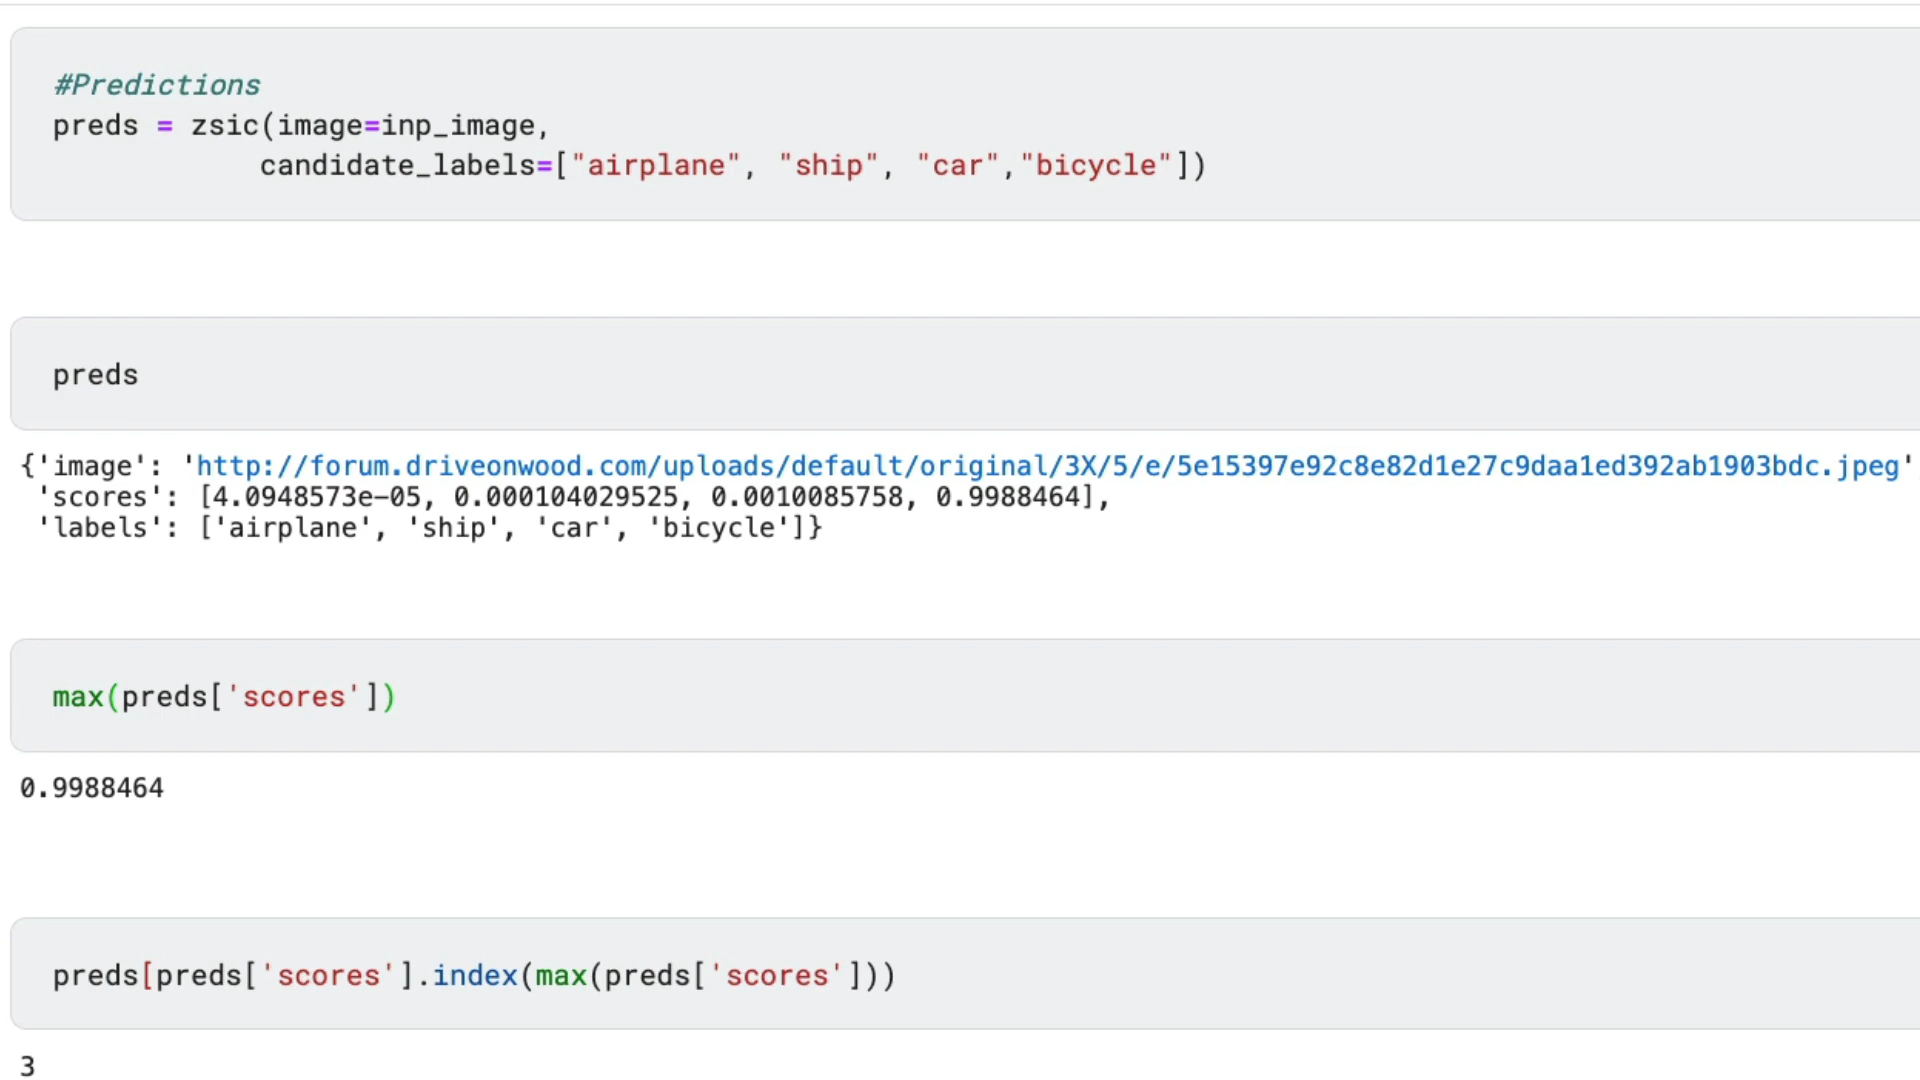 #Predictions
preds = zsic(image=inp_image,
            candidate_labels=["airplane", "ship", "car","bicycle"])
preds
{'image': 'http://forum.driveonwood.com/uploads/default/original/3X/5/e/5e15397e92c8e82d1e27c9daa1ed392ab1903bdc.jpeg'
 'scores': [4.0948573e-05, 0.000104029525, 0.0010085758, 0.9988464],
 'labels': ['airplane', 'ship', 'car', 'bicycle']}
max(preds['scores'])
0.9988464
preds[preds['scores'].index(max(preds['scores']))
3